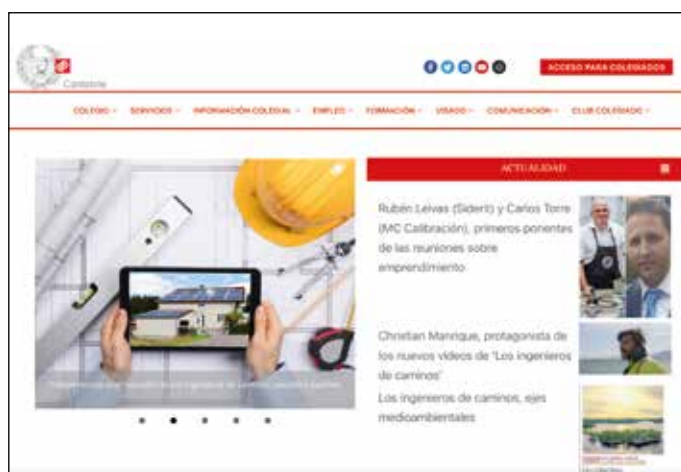 Cantabria
ACCESO PARA COLEGIADOS
COLEGIO
SERVICIOS
INFORMACIÓN COLEGIAL
EMPLEO
FORMACIÓN
VISADO
COMUNICACIÓN
CLUB COLEGIADO
ACTUALIDAD
Rubén Leivas (Siderit) y Carlos Torre
(MC Calibración), primeros ponentes
de las reuniones sobre
emprendimiento
Christian Manrique, protagonista de
los nuevos vídeos de 'Los ingenieros
de caminos'
Los ingenieros de caminos, ejes
medioambientales